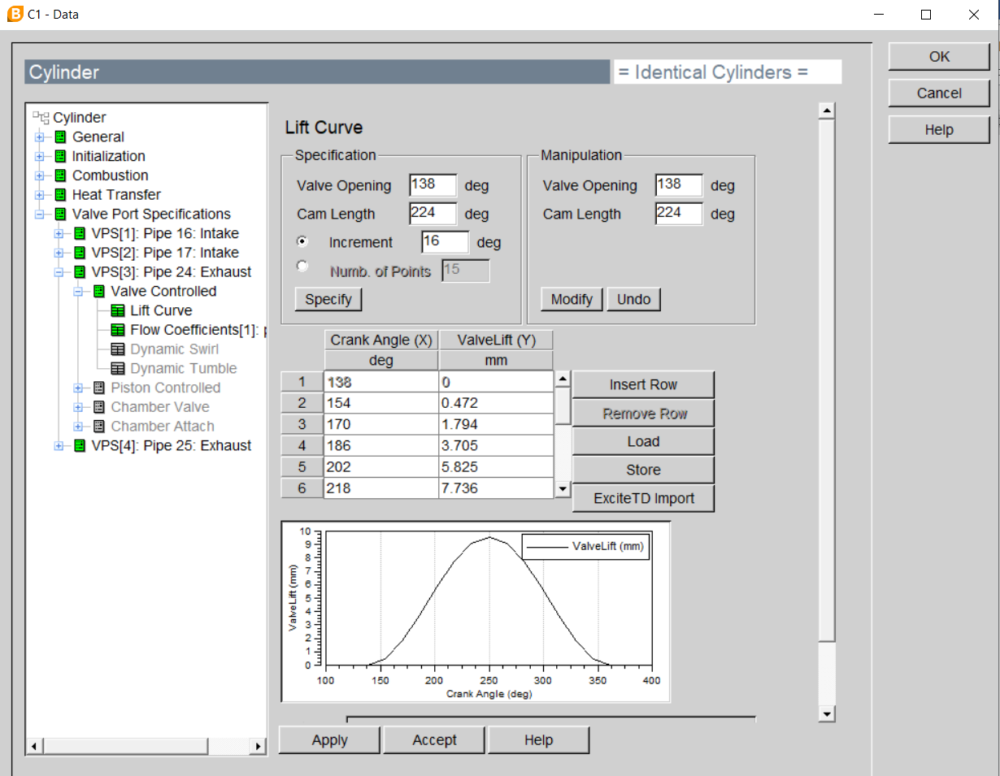 C1 - Data
Cylinder
= Identical Cylinders =
OK
Cancel
Help
Cylinder
General
Initialization
Combustion
Heat Transfer
Valve Port Specifications
VPS[1]: Pipe 16: Intake
VPS[2]: Pipe 17: Intake
VPS[3]: Pipe 24: Exhaust
Valve Controlled
Lift Curve
Flow Coefficients[1]:
Dynamic Swirl
Dynamic Tumble
Piston Controlled
Chamber Valve
Chamber Attach
VPS[4]: Pipe 25: Exhaust
Lift Curve
Specification
Valve Opening 138 deg
Cam Length 224 deg
Increment 16 deg
Numb. of Points 15
Specify
Manipulation
Valve Opening 138 deg
Cam Length 224 deg
Modify Undo
Crank Angle (X) ValveLift (Y)
deg mm
1 138 0
2 154 0.472
3 170 1.794
4 186 3.705
5 202 5.825
6 218 7.736
Insert Row
Remove Row
Load
Store
ExciteTD Import
ValveLift (mm)
10
9
8
7
6
5
4
3
2
1
0
ValveLift (mm)
100 150 200 250 300 350 400
Crank Angle (deg)
Apply Accept Help